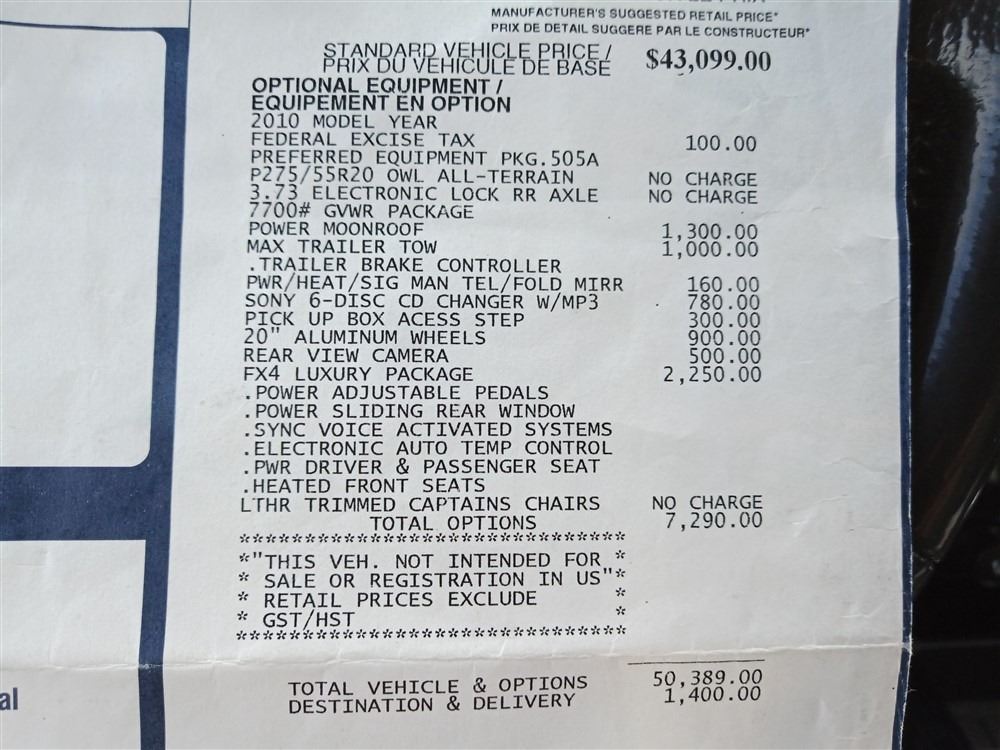 MANUFACTURER'S SUGGESTED RETAIL PRICE*
PRIX DE DETAIL SUGGERE PAR LE CONSTRUCTEUR*
STANDARD VEHICLE PRICE / $43,099.00
PRIX DU VEHICULE DE BASE
OPTIONAL EQUIPMENT /
EQUIPEMENT EN OPTION
2010 MODEL YEAR
FEDERAL EXCISE TAX 100.00
PREFERRED EQUIPMENT PKG.505A
P275/55R20 OWL ALL-TERRAIN NO CHARGE
3.73 ELECTRONIC LOCK RR AXLE NO CHARGE
7700# GVWR PACKAGE
POWER MOONROOF 1,300.00
MAX TRAILER TOW 1,000.00
.TRAILER BRAKE CONTROLLER
PWR/HEAT/SIG MAN TEL/FOLD MIRR 160.00
SONY 6-DISC CD CHANGER W/MP3 780.00
PICK UP BOX ACESS STEP 300.00
20" ALUMINUM WHEELS 900.00
REAR VIEW CAMERA 500.00
FX4 LUXURY PACKAGE 2,250.00
.POWER ADJUSTABLE PEDALS
.POWER SLIDING REAR WINDOW
.SYNC VOICE ACTIVATED SYSTEMS
.ELECTRONIC AUTO TEMP CONTROL
.PWR DRIVER & PASSENGER SEAT
.HEATED FRONT SEATS
LTHR TRIMMED CAPTAINS CHAIRS NO CHARGE
TOTAL OPTIONS 7,290.00
********************************
*"THIS VEH. NOT INTENDED FOR *
* SALE OR REGISTRATION IN US"*
* RETAIL PRICES EXCLUDE *
* GST/HST *
********************************
TOTAL VEHICLE & OPTIONS 50,389.00
DESTINATION & DELIVERY 1,400.00
al